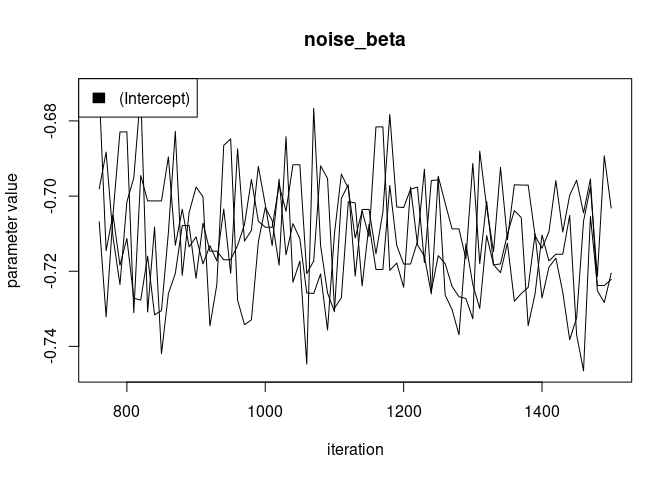 noise_beta
(Intercept)
parameter value
-0.68
-0.70
-0.72
-0.74
800
1000
1200
1400
iteration